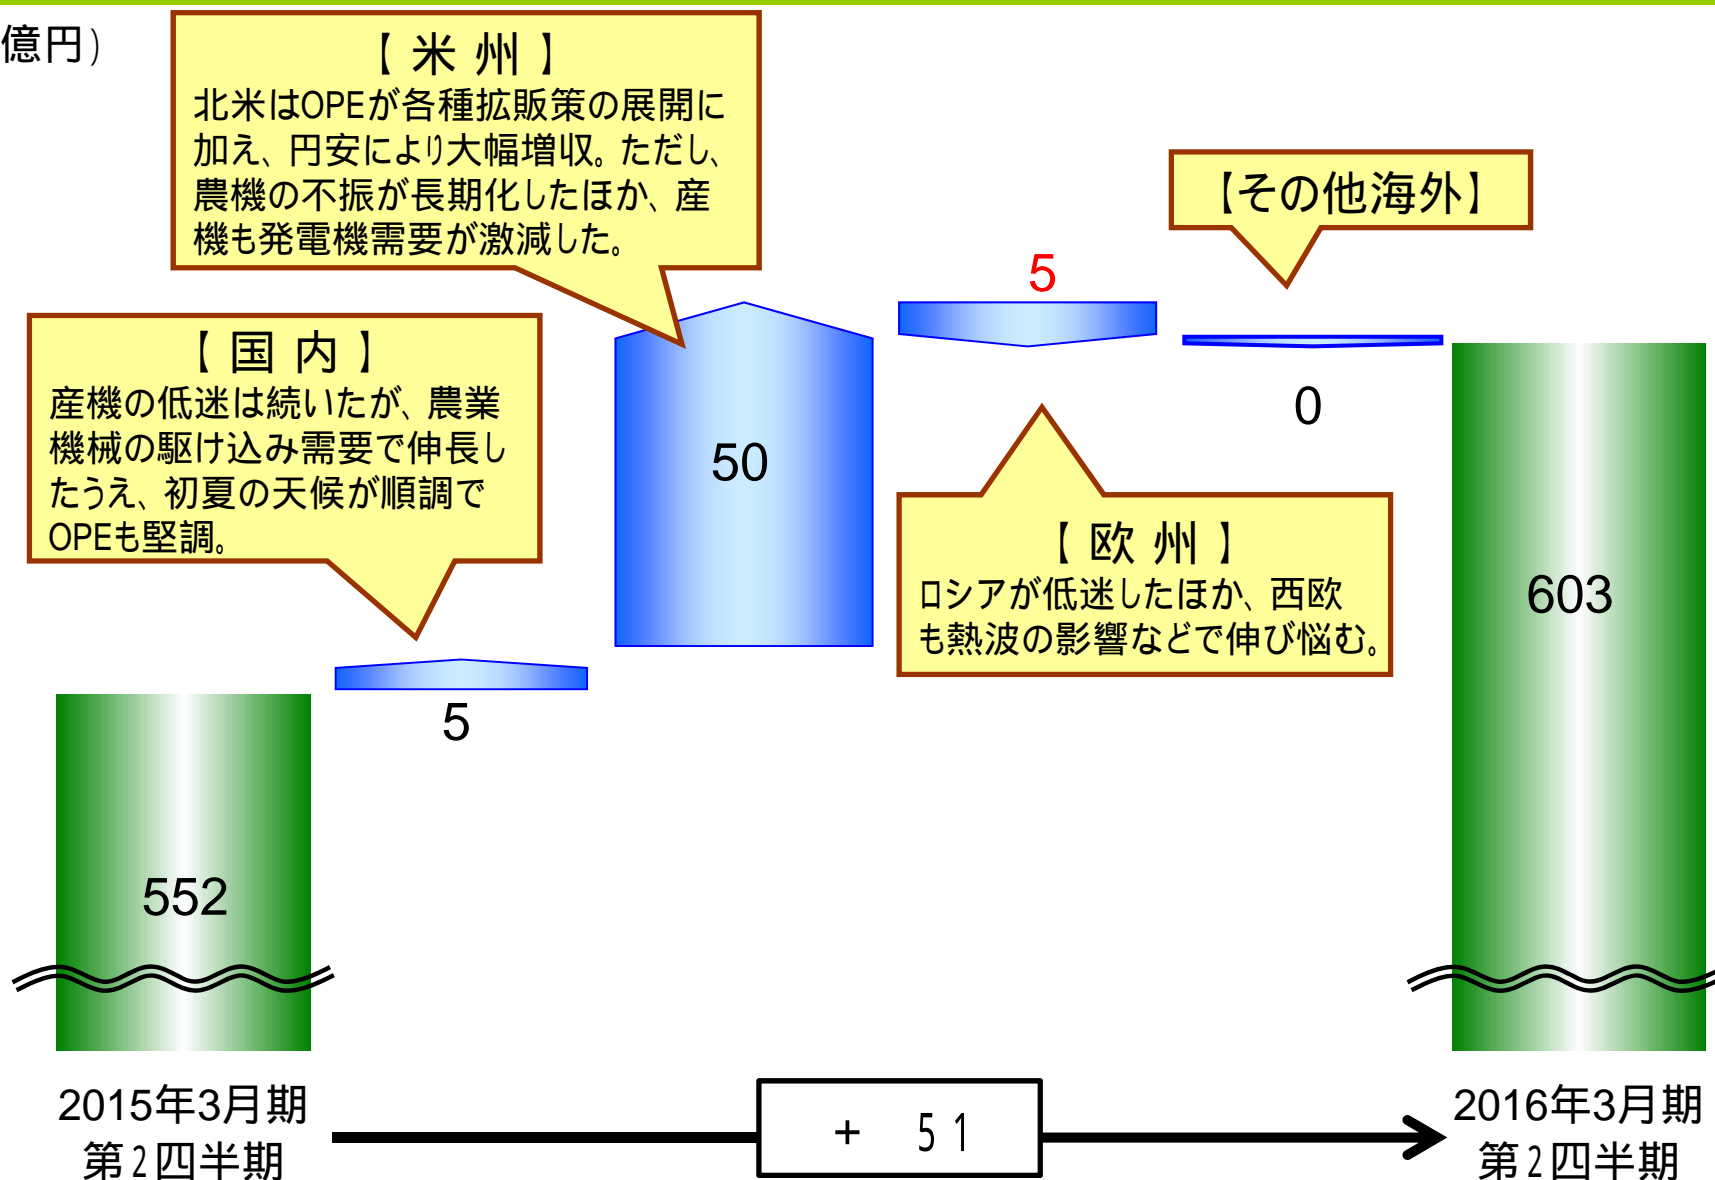 億円）
【 米 州 】
北米はOPEが各種拡販策の展開に
加え、円安により大幅増収。ただし、
農機の不振が長期化したほか、産
機も発電機需要が激減した。
【その他海外】
5
【 国 内 】
産機の低迷は続いたが、農業
機械の駆け込み需要で伸長し
たうえ、初夏の天候が順調で
OPEも堅調。
0
50
【 欧 州 】
ロシアが低迷したほか、西欧
も熱波の影響などで伸び悩む。
603
5
552
2015年3月期
第２四半期
＋ ５１
2016年3月期
第２四半期